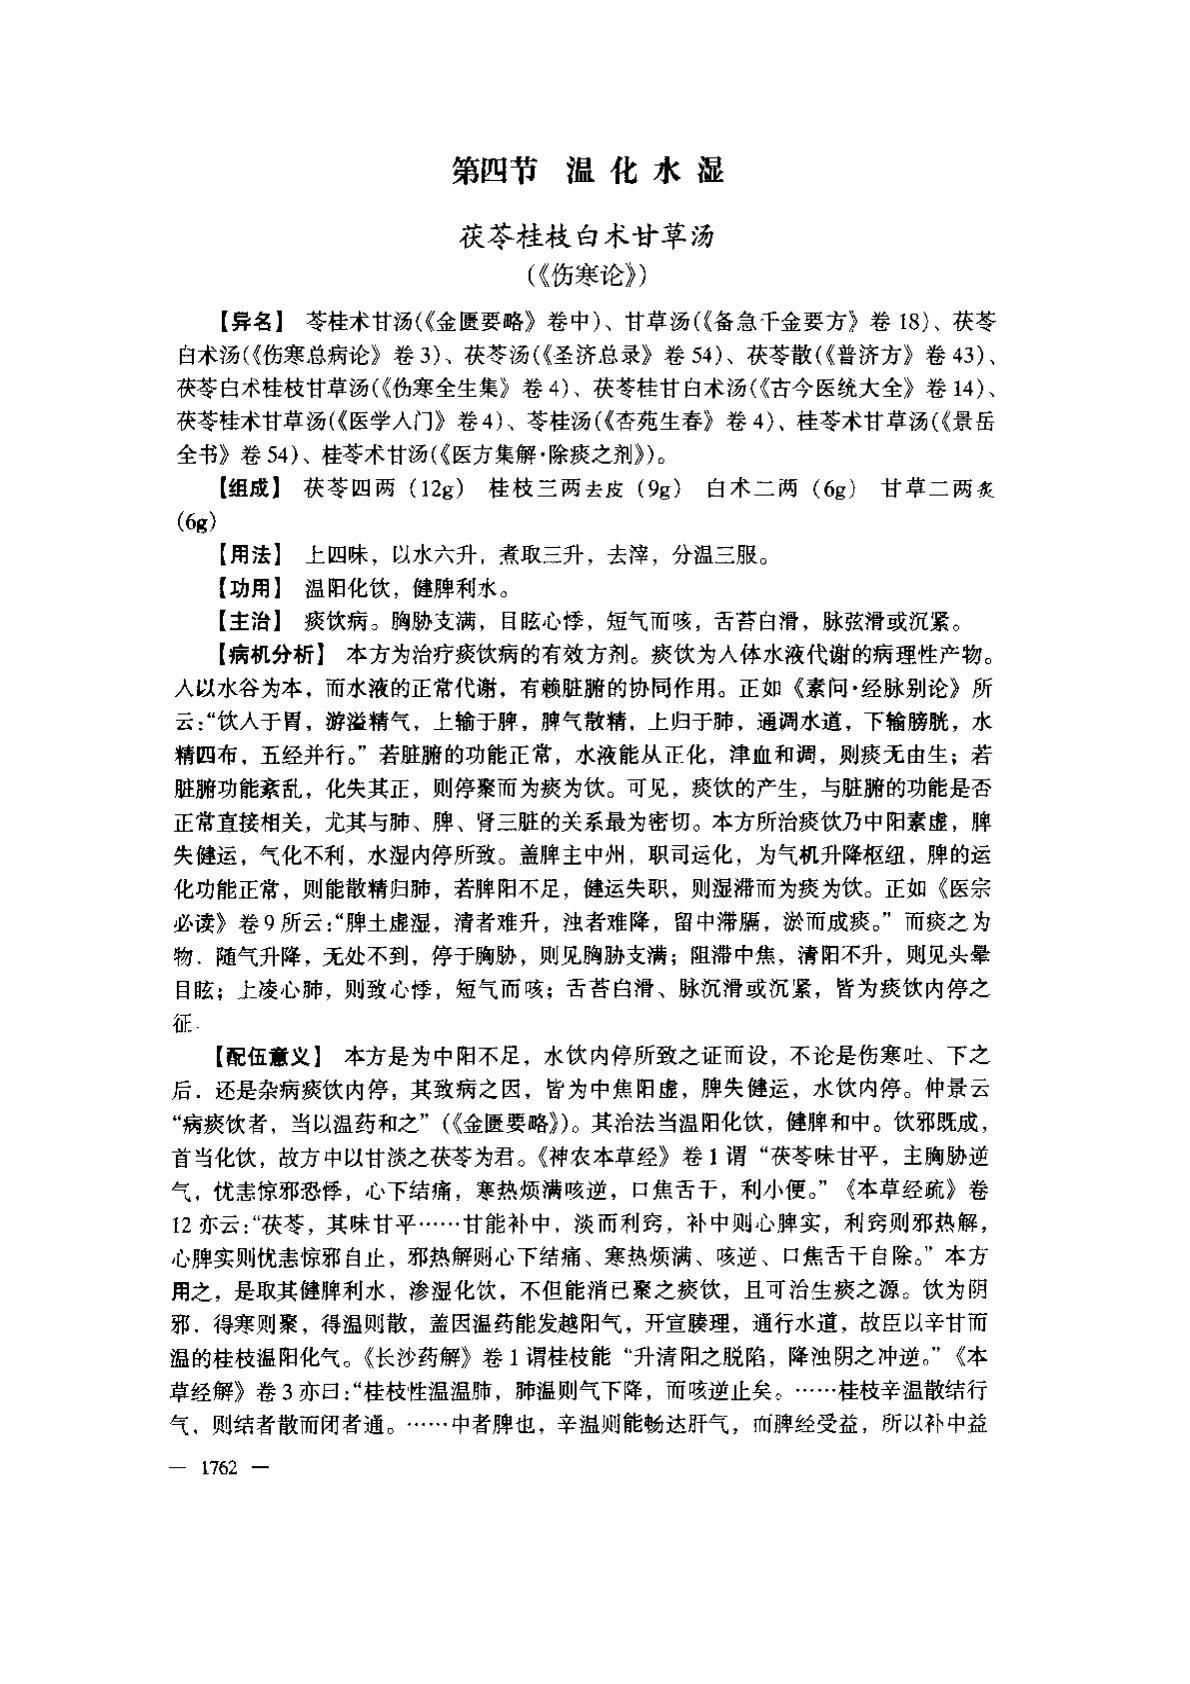 第四节 温化水湿
茯苓桂枝白术甘草汤
(《伤寒论》)
【异名】 苓桂术甘汤(《金匮要略》卷中)、甘草汤(《备急千金要方》卷 18)、茯苓
白术汤(《伤寒总病论》卷 3)、茯苓汤(《圣济总录》卷 54)、茯苓散(《普济方》卷 43)、
茯苓白术桂枝甘草汤(《伤寒全生集》卷 4)、茯苓桂甘白术汤(《古今医统大全》卷 14)、
茯苓桂术甘草汤(《医学入门》卷 4)、苓桂汤(《杏苑生春》卷 4)、桂苓术甘草汤(《景岳
全书》卷 54)、桂苓术甘汤(《医方集解·除痰之剂》)。
【组成】 茯苓四两(12g) 桂枝三两去皮(9g) 白术二两(6g) 甘草二两炙
(6g)
【用法】 上四味，以水六升，煮取三升，去滓，分温三服。
【功用】 温阳化饮，健脾利水。
【主治】 痰饮病。胸胁支满，目眩心悸，短气而咳，舌苔白滑，脉弦滑或沉紧。
【病机分析】 本方为治疗痰饮病的有效方剂。痰饮为人体水液代谢的病理性产物。
人以水谷为本，而水液的正常代谢，有赖脏腑的协同作用。正如《素问·经脉别论》所
云：“饮入于胃，游溢精气，上输于脾，脾气散精，上归于肺，通调水道，下输膀胱，水
精四布，五经并行。”若脏腑的功能正常，水液能从正化，津血和调，则痰无由生；若
脏腑功能紊乱，化失其正，则停聚而为痰为饮。可见，痰饮的产生，与脏腑的功能是否
正常直接相关，尤其与肺、脾、肾三脏的关系最为密切。本方所治痰饮乃中阳素虚，脾
失健运，气化不利，水湿内停所致。盖脾主中州，职司运化，为气机升降枢纽，脾的运
化功能正常，则能散精归肺，若脾阳不足，健运失职，则湿滞而为痰为饮。正如《医宗
必读》卷 9 所云：“脾土虚湿，清者难升，浊者难降，留中滞膈，淤而成痰。”而痰之为
物，随气升降，无处不到，停于胸胁，则见胸胁支满；阻滞中焦，清阳不升，则见头晕
目眩；上凌心肺，则致心悸，短气而咳；舌苔白滑、脉沉滑或沉紧，皆为痰饮内停之
征．
【配伍意义】 本方是为中阳不足，水饮内停所致之证而设，不论是伤寒吐、下之
后．还是杂病痰饮内停，其致病之因，皆为中焦阳虚，脾失健运，水饮内停。仲景云
“病痰饮者，当以温药和之”(《金匮要略》)。其治法当温阳化饮，健脾和中。饮邪既成，
首当化饮，故方中以甘淡之茯苓为君。《神农本草经》卷 1 谓“茯苓味甘平，主胸胁逆
气，忧恚惊邪恐悸，心下结痛，寒热烦满咳逆，口焦舌干，利小便。”《本草经疏》卷
12 亦云：“茯苓，其味甘平……甘能补中，淡而利窍，补中则心脾实，利窍则邪热解，
心脾实则忧恚惊邪自止，邪热解则心下结痛、寒热烦满、咳逆、口焦舌干自除。”本方
用之，是取其健脾利水，渗湿化饮，不但能消已聚之痰饮，且可治生痰之源。饮为阴
邪．得寒则聚，得温则散，盖因温药能发越阳气，开宣腠理，通行水道，故臣以辛甘而
温的桂枝温阳化气。《长沙药解》卷 1 谓桂枝能“升清阳之脱陷，降浊阴之冲逆。”《本
草经解》卷 3 亦曰：“桂枝性温温肺，肺温则气下降，而咳逆止矣。……桂枝辛温散结行
气，则结者散而闭者通。……中者脾也，辛温则能畅达肝气，而脾经受益，所以补中益
— 1762 —